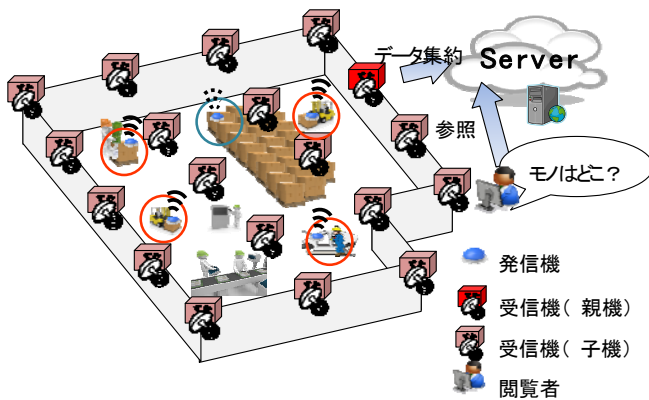 データ集約
Server
参照
モノはどこ？
発信機
受信機( 親機)
受信機( 子機)
閲覧者